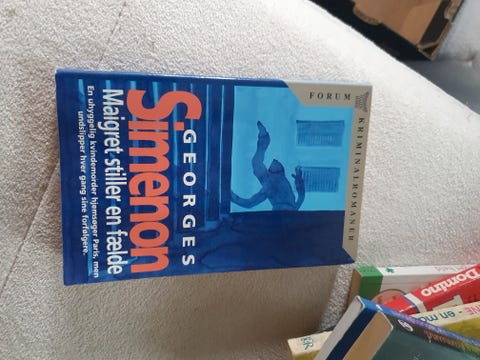 FORUM KRIMINALROMANER
GEORGES
Simenon
Maigret stiller en fælde
En uhyggelig kvindemorder hjemsøger Paris, men
undslipper hver gang sine forfølgere.
Domino